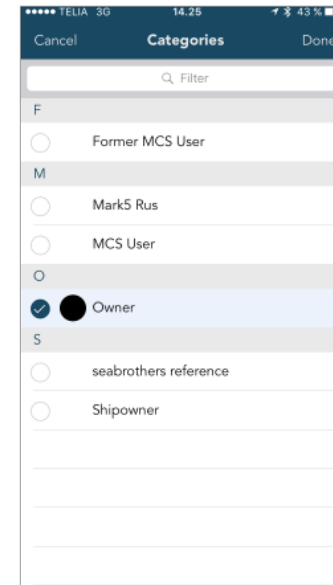 TELIA 3G 14.25 43 %
Cancel Categories Done
Filter
F
Former MCS User
M
Mark5 Rus
MCS User
O
Owner
S
seabrothers reference
Shipowner